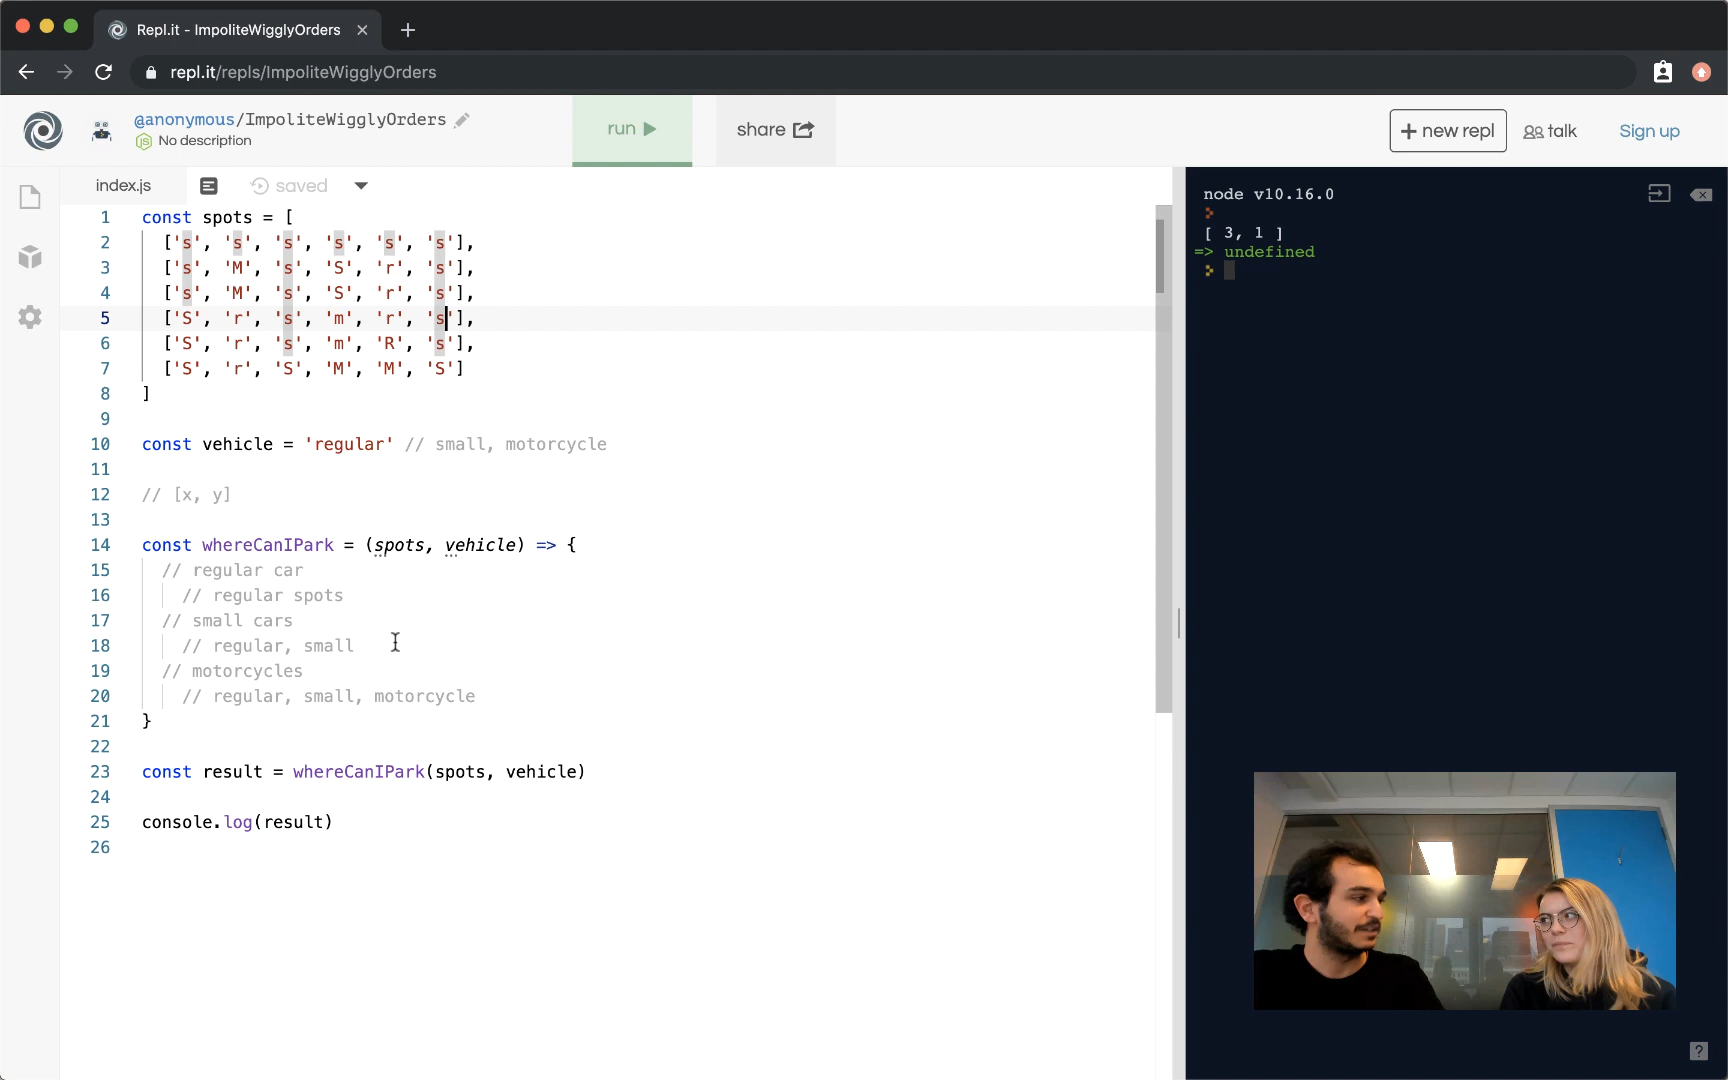 Repl.it - ImpoliteWigglyOrders
repl.it/repls/ImpoliteWigglyOrders
@anonymous/ImpoliteWigglyOrders
No description
run
share
+ new repl
talk
Sign up
index.js
saved
1 const spots = [
2 ['s', 's', 's', 's', 's', 's'],
3 ['s', 'M', 's', 'S', 'r', 's'],
4 ['s', 'M', 's', 'S', 'r', 's'],
5 ['S', 'r', 's', 'm', 'r', 's'],
6 ['S', 'r', 's', 'm', 'R', 's'],
7 ['S', 'r', 'S', 'M', 'M', 'S']
8 ]
9
10 const vehicle = 'regular' // small, motorcycle
11
12 // [x, y]
13
14 const whereCanIPark = (spots, vehicle) => {
15 // regular car
16 // regular spots
17 // small cars
18 // regular, small
19 // motorcycles
20 // regular, small, motorcycle
21 }
22
23 const result = whereCanIPark(spots, vehicle)
24
25 console.log(result)
26
node v10.16.0
>
[ 3, 1 ]
=> undefined
>
?